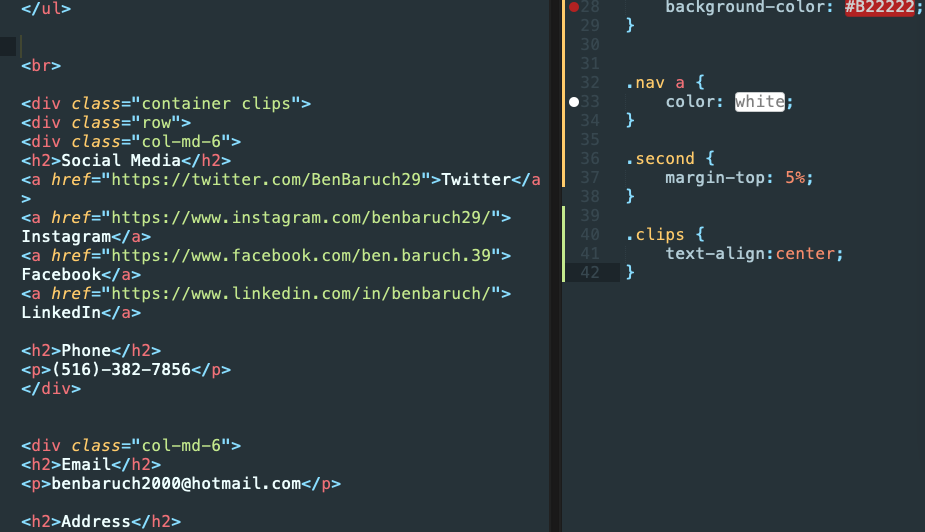 </ul>
<br>
<div class="container clips">
<div class="row">
<div class="col-md-6">
<h2>Social Media</h2>
<a href="https://twitter.com/BenBaruch29">Twitter</a
>
<a href="https://www.instagram.com/benbaruch29/">
Instagram</a>
<a href="https://www.facebook.com/ben.baruch.39">
Facebook</a>
<a href="https://www.linkedin.com/in/benbaruch/">
LinkedIn</a>
<h2>Phone</h2>
<p>(516)-382-7856</p>
</div>
<div class="col-md-6">
<h2>Email</h2>
<p>benbaruch2000@hotmail.com</p>
<h2>Address</h2>
28 background-color: #B22222;
29 }
30
31
32 .nav a {
33 color: white;
34 }
35
36 .second {
37 margin-top: 5%;
38 }
39
40 .clips {
41 text-align:center;
42 }